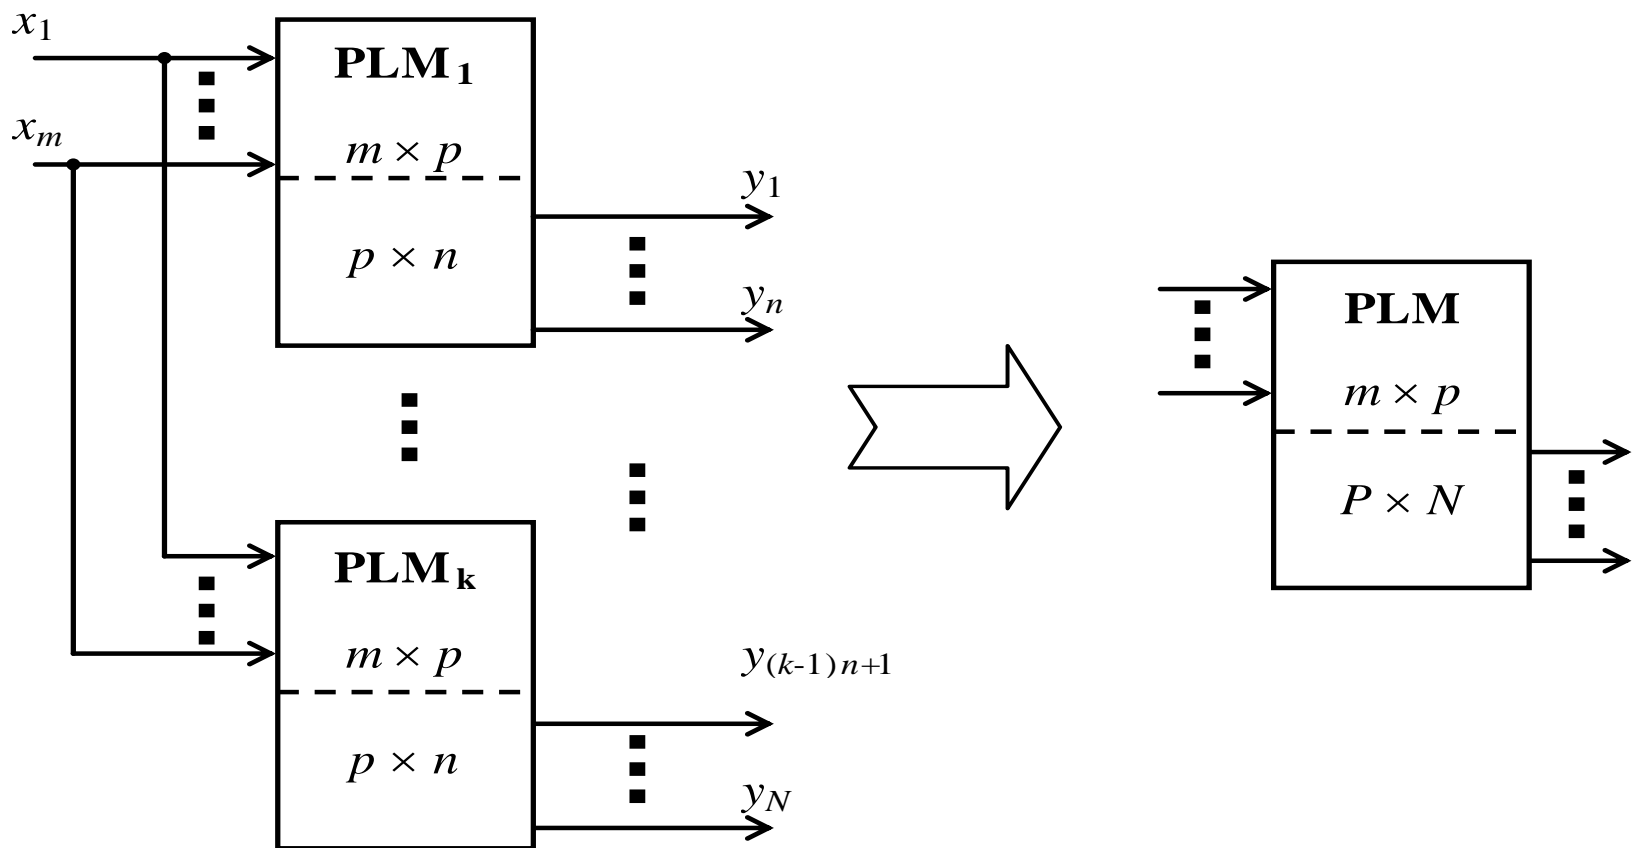 x1
PLM1
xm
m × p
p × n
y1
yn
PLMk
m × p
p × n
y(k-1)n+1
yN
PLM
m × p
P × N